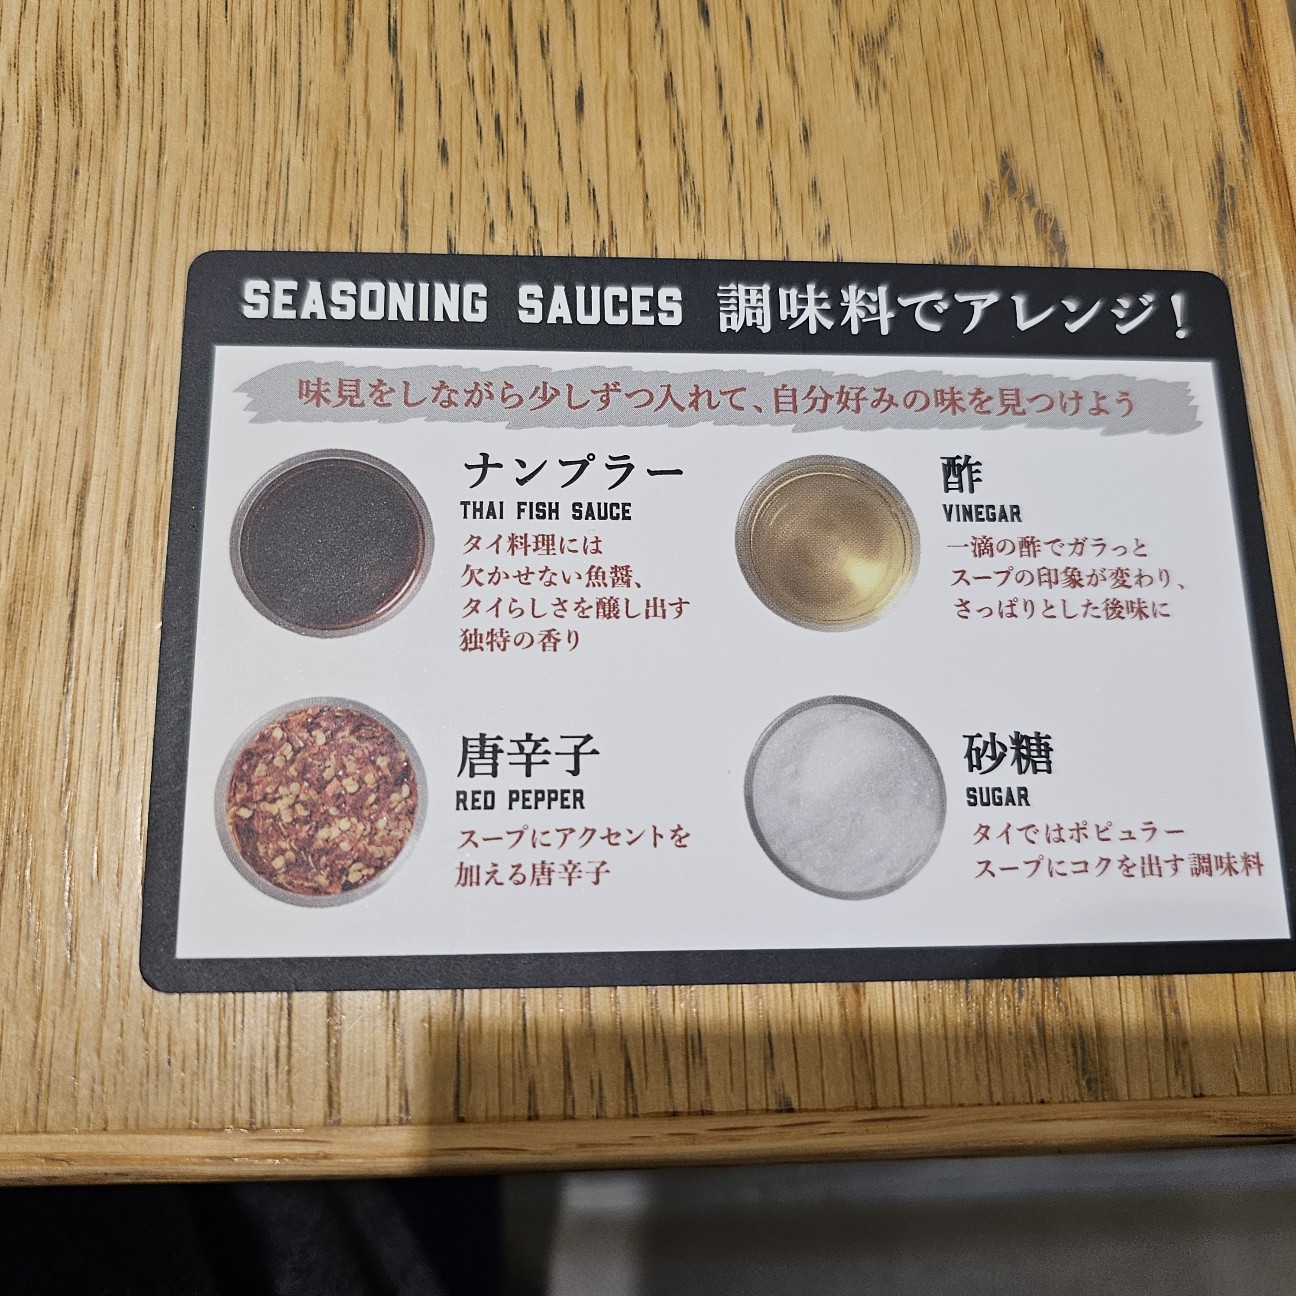 SEASONING SAUCES 調味料でアレンジ！
味見をしながら少しずつ入れて、自分好みの味を見つけよう
ナンプラー
THAI FISH SAUCE
タイ料理には
欠かせない魚醤、
タイらしさを醸し出す
独特の香り
酢
VINEGAR
一滴の酢でガラっと
スープの印象が変わり、
さっぱりとした後味に
唐辛子
RED PEPPER
スープにアクセントを
加える唐辛子
砂糖
SUGAR
タイではポピュラー
スープにコクを出す調味料